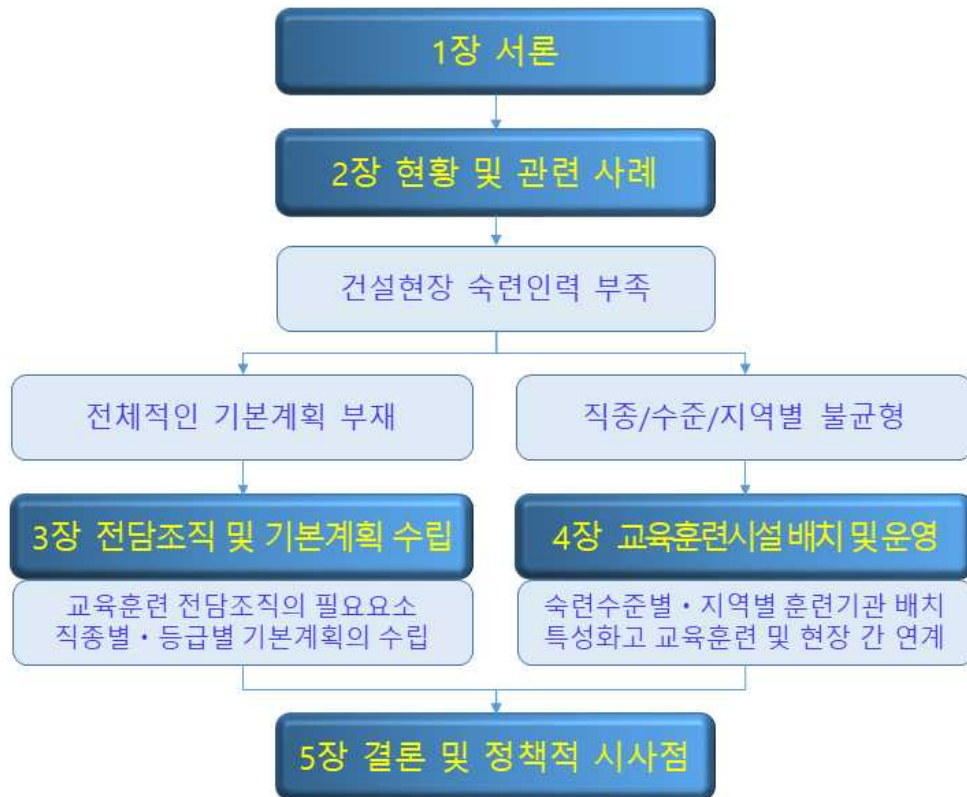 1장 서론
2장 현황 및 관련 사례
건설현장 숙련인력 부족
전체적인 기본계획 부재
직종/수준/지역별 불균형
3장 전담조직 및 기본계획 수립
4장 교육훈련시설 배치 및 운영
교육훈련 전담조직의 필요요소
직종별・등급별 기본계획의 수립
숙련수준별・지역별 훈련기관 배치
특성화고 교육훈련 및 현장 간 연계
5장 결론 및 정책적 시사점